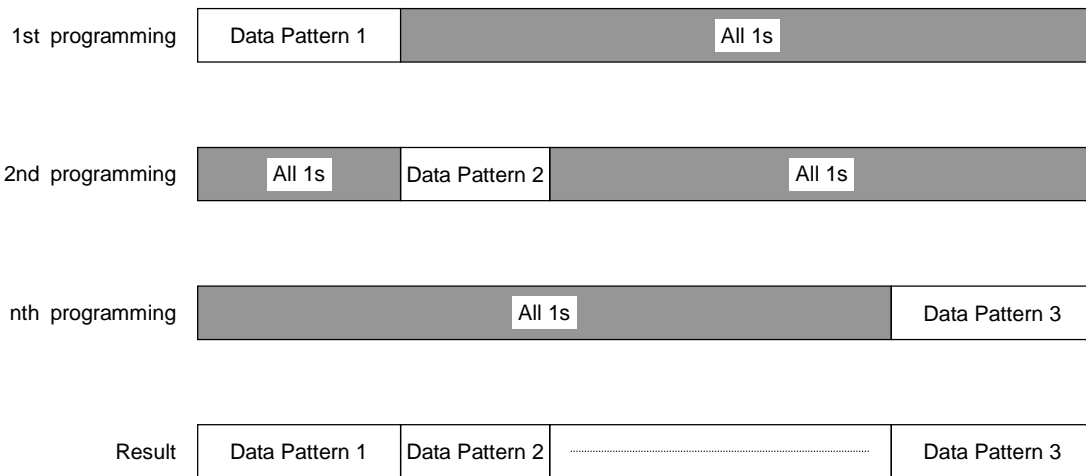 1st programming Data Pattern 1 All 1s
2nd programming All 1s Data Pattern 2 All 1s
nth programming All 1s Data Pattern 3
Result Data Pattern 1 Data Pattern 2 Data Pattern 3